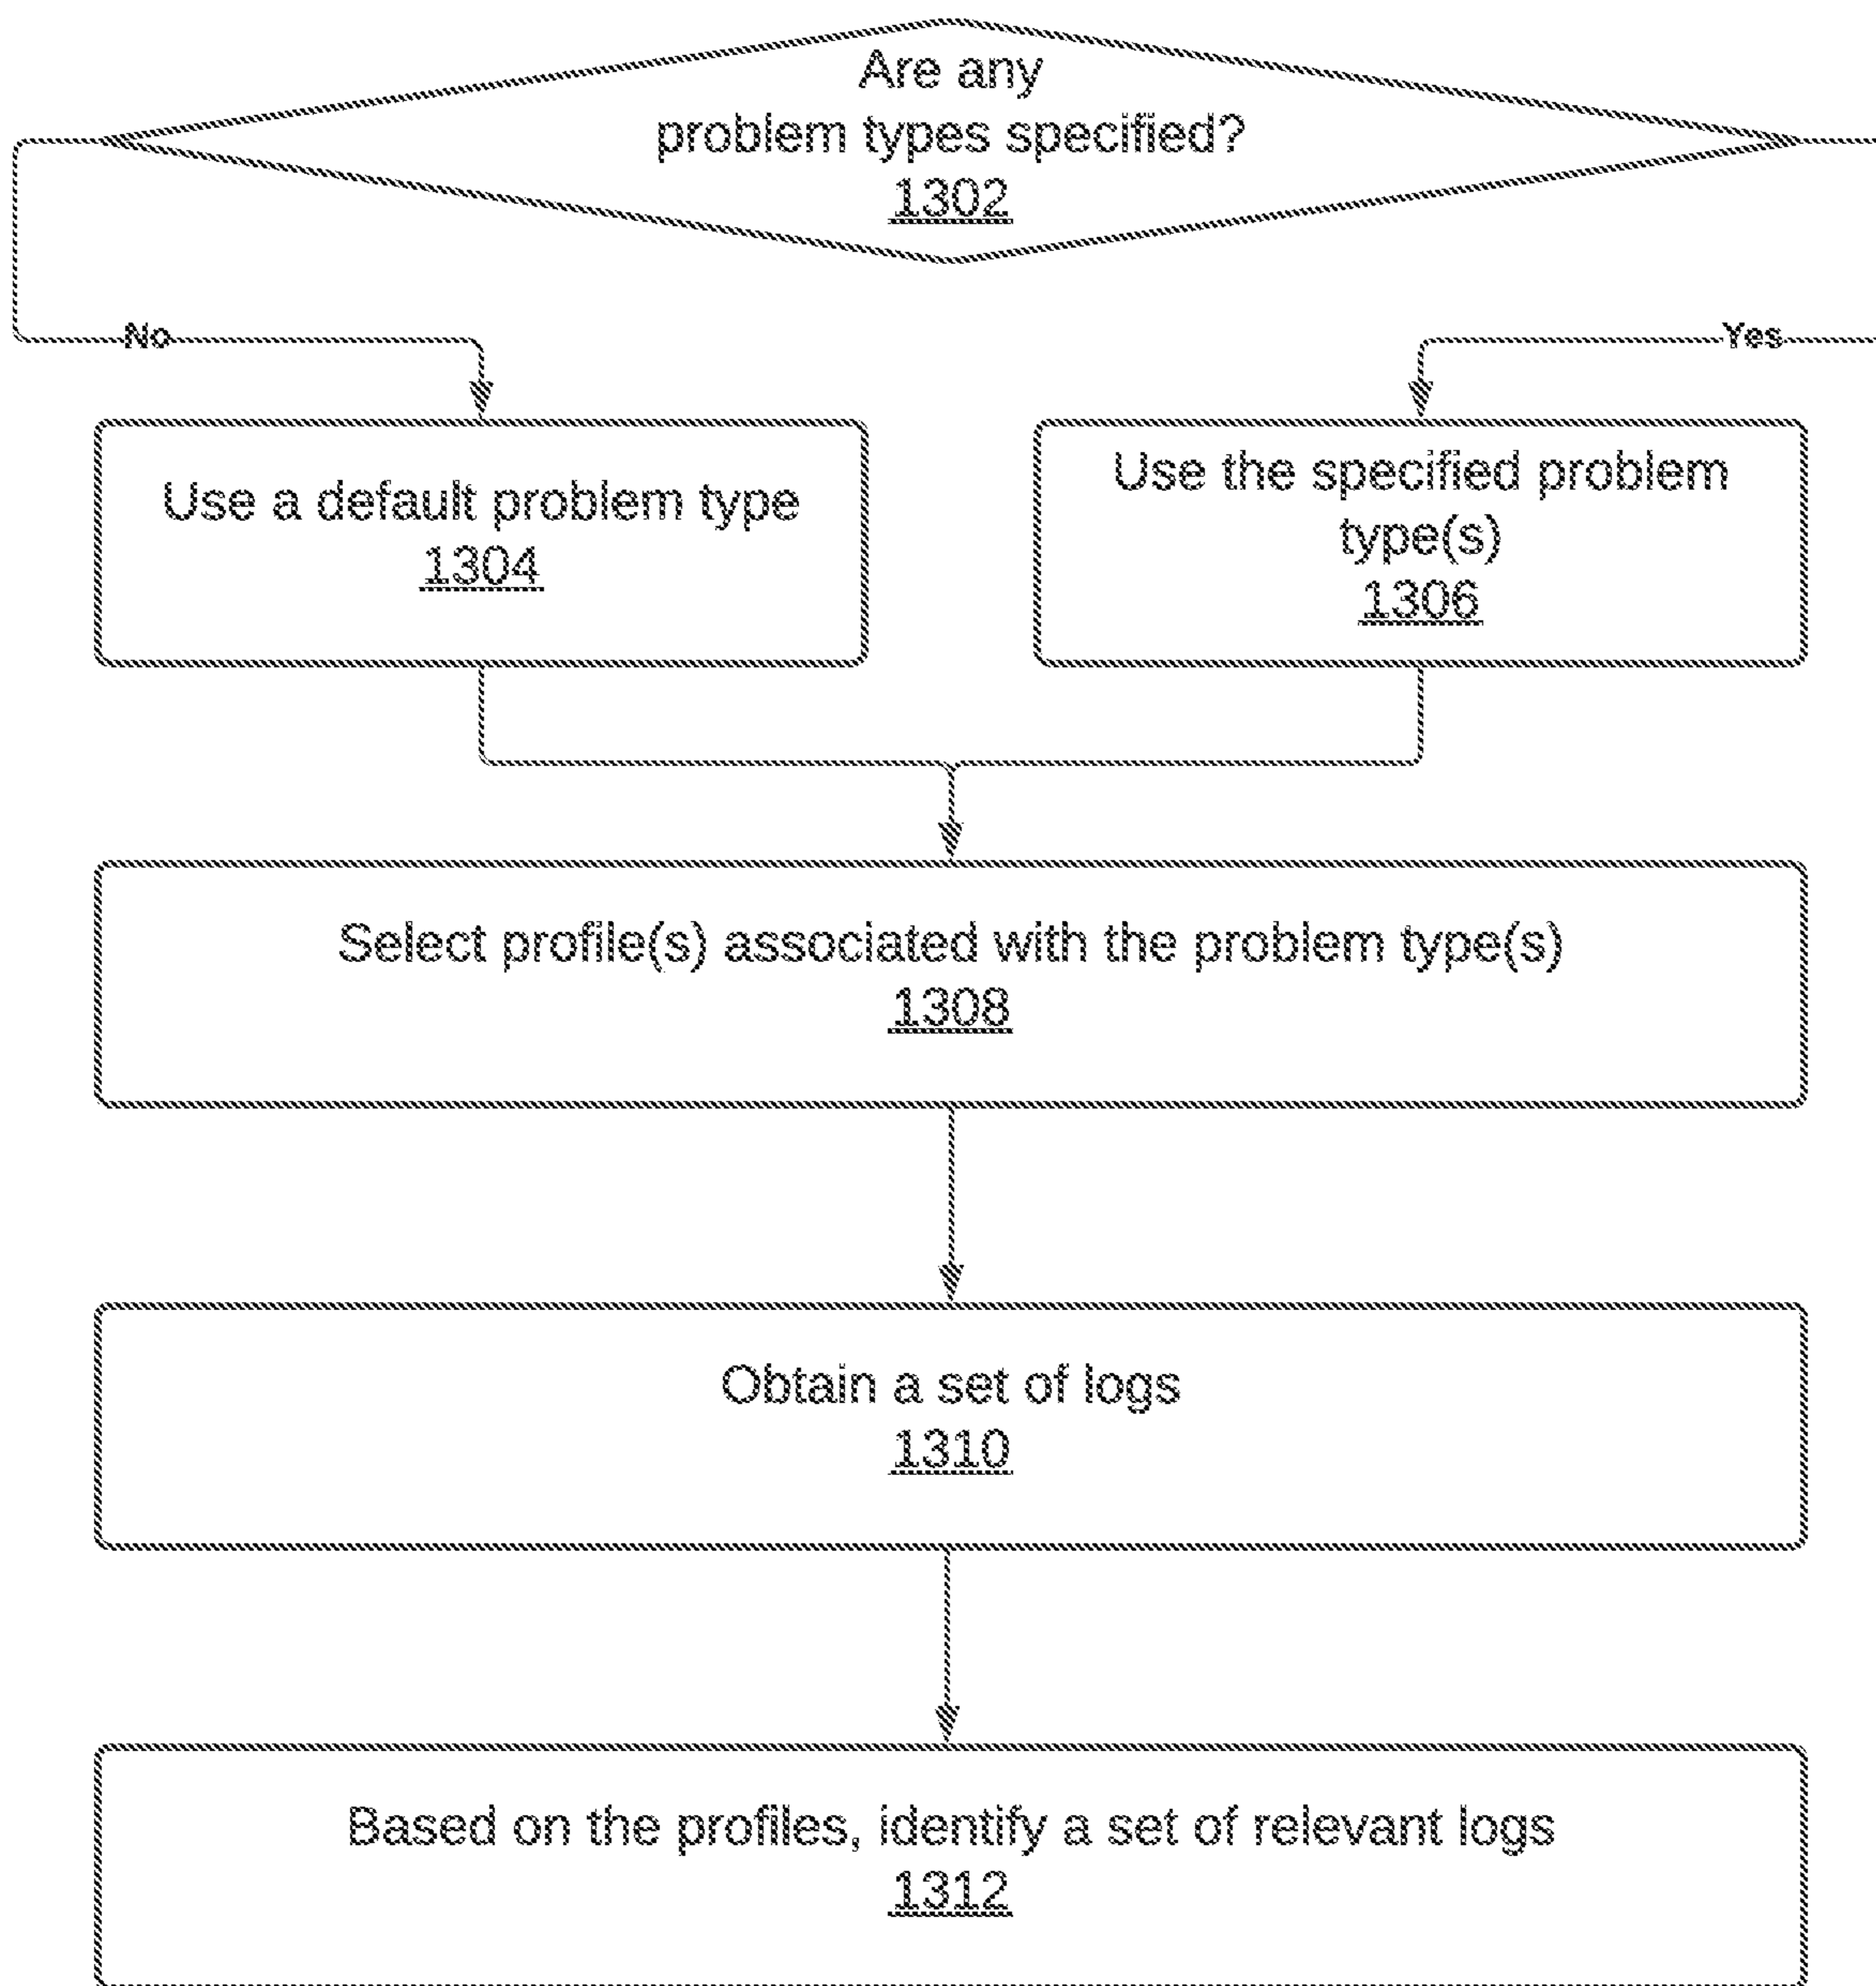 Are any
problem types specified?
1302
No
Yes
Use a default problem type
1304
Use the specified problem
type(s)
1306
Select profile(s) associated with the problem type(s)
1308
Obtain a set of logs
1310
Based on the profiles, identify a set of relevant logs
1312